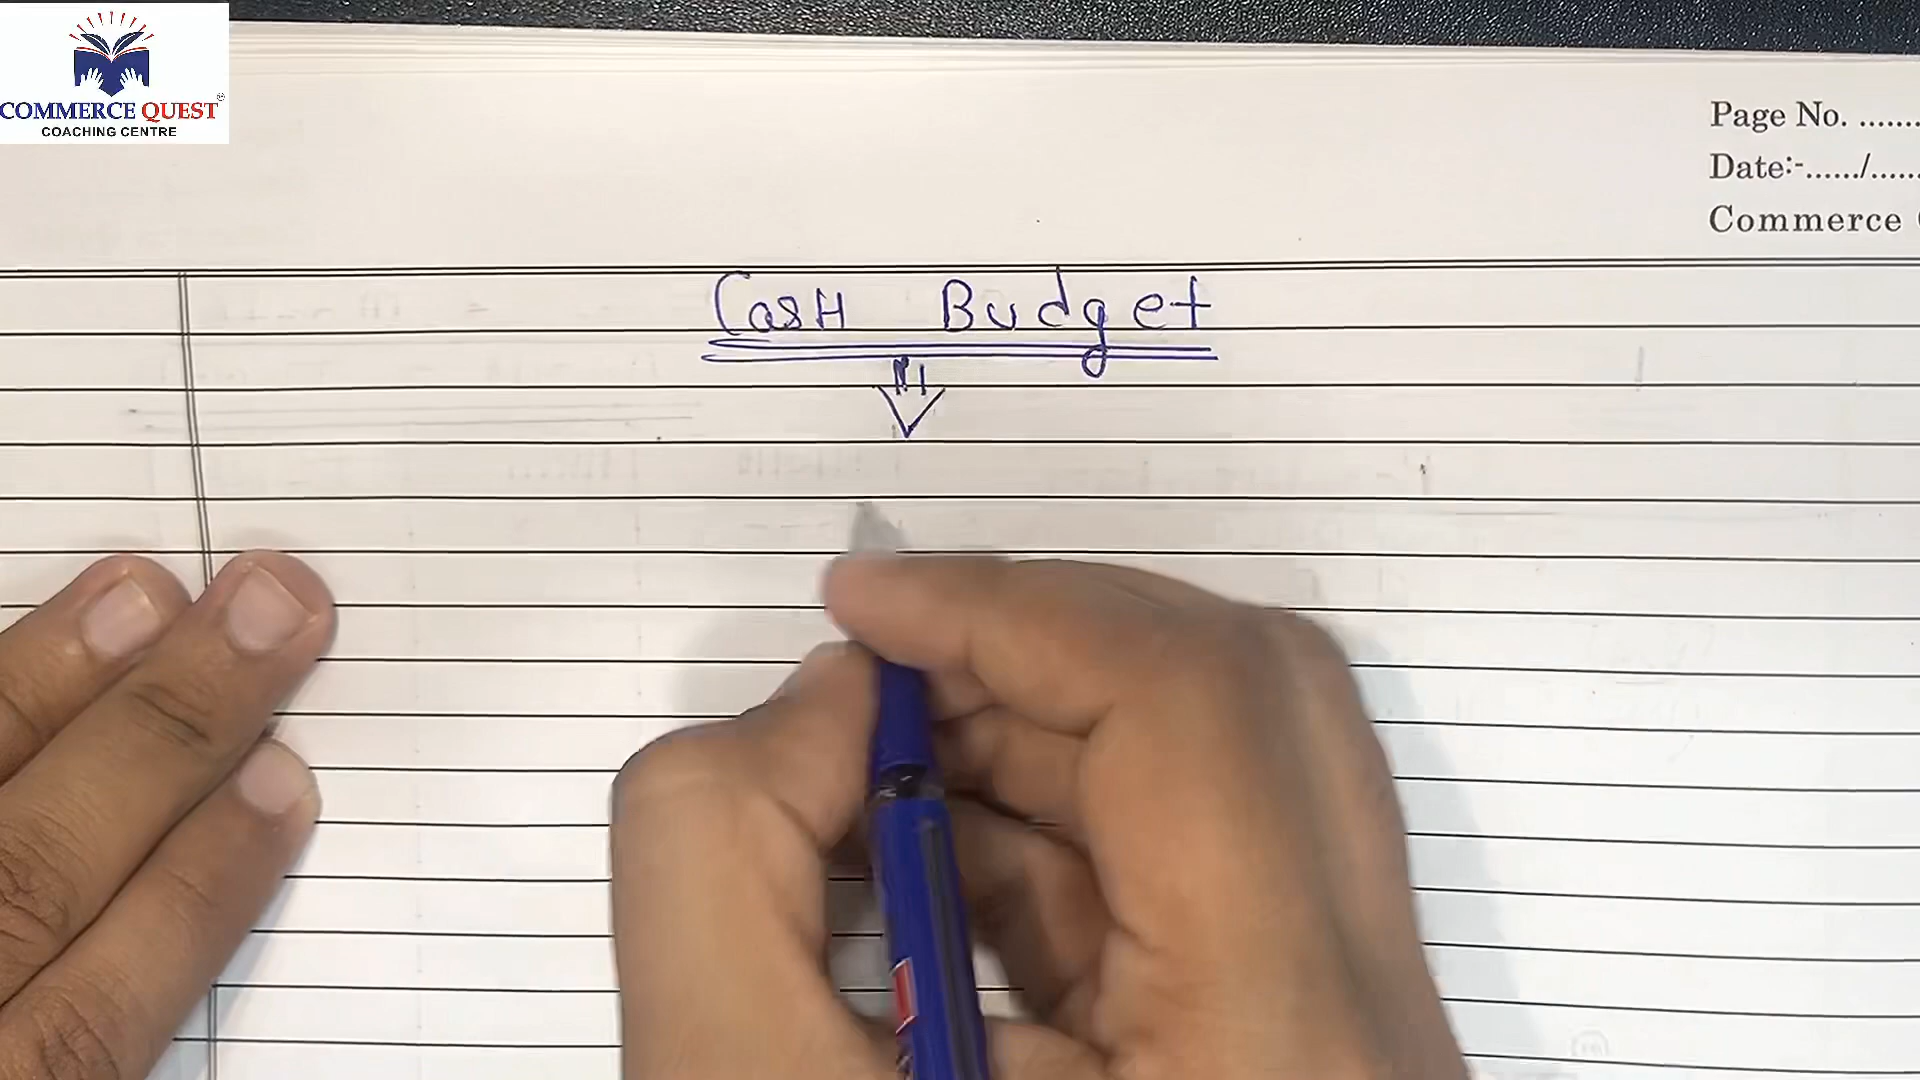 COMMERCE QUEST
COACHING CENTRE
Page No. .......
Date:-....../......
Commerce
Cash Budget